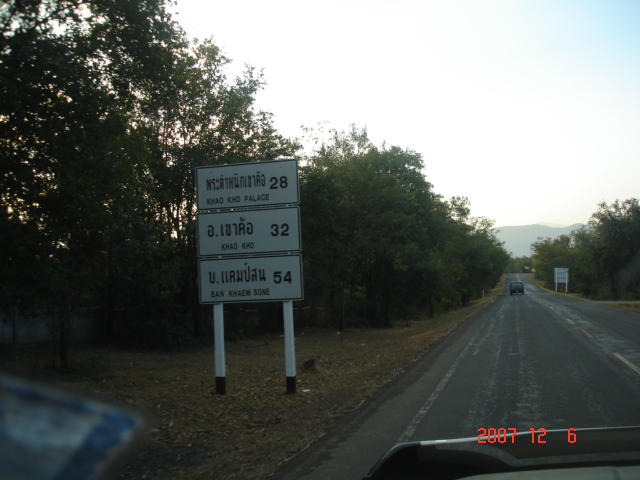 พระตำหนักเขาค้อ 28
KHAO KHO PALACE
อ.เขาค้อ 32
KHAO KHO
บ.แคมป์สน 54
BAN KHAEM SONE
2007 12 6